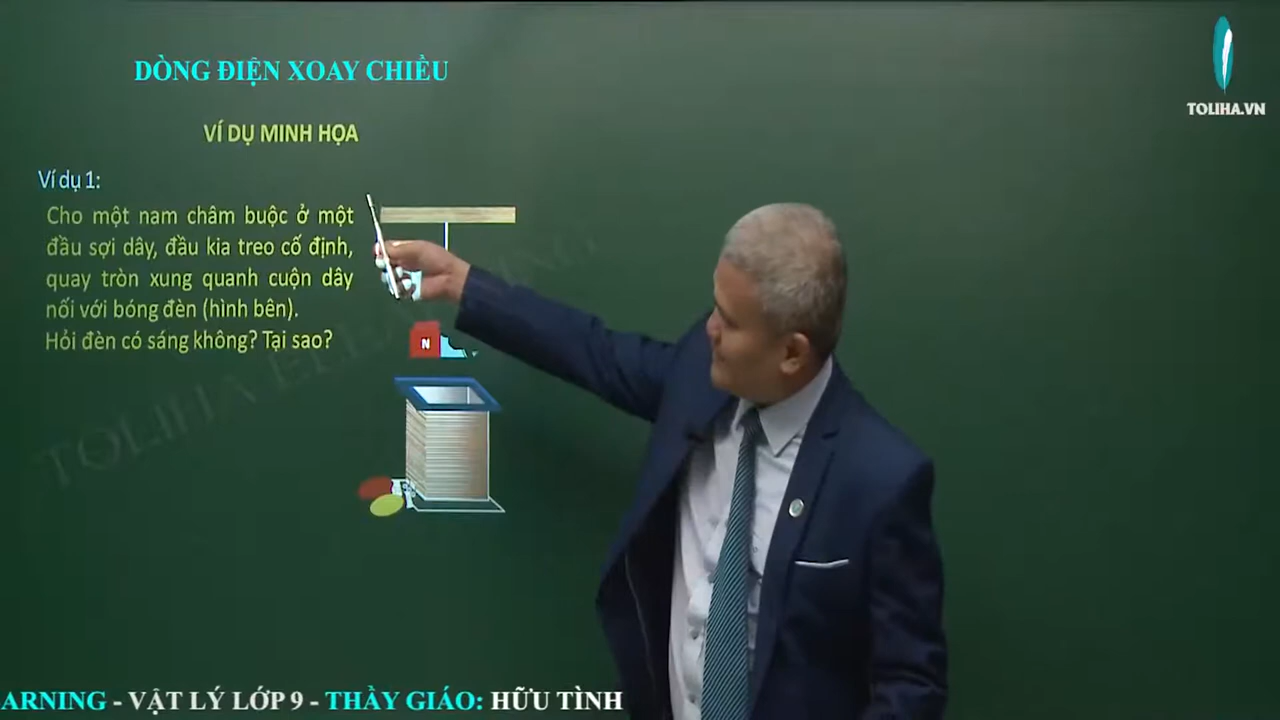 DÒNG ĐIỆN XOAY CHIỀU
TOLIHA.VN
VÍ DỤ MINH HỌA
Ví dụ 1:
Cho một nam châm buộc ở một
đầu sợi dây, đầu kia treo cố định,
quay tròn xung quanh cuộn dây
nối với bóng đèn (hình bên).
Hỏi đèn có sáng không? Tại sao?
N
ARNING - VẬT LÝ LỚP 9 - THẦY GIÁO: HỮU TÌNH